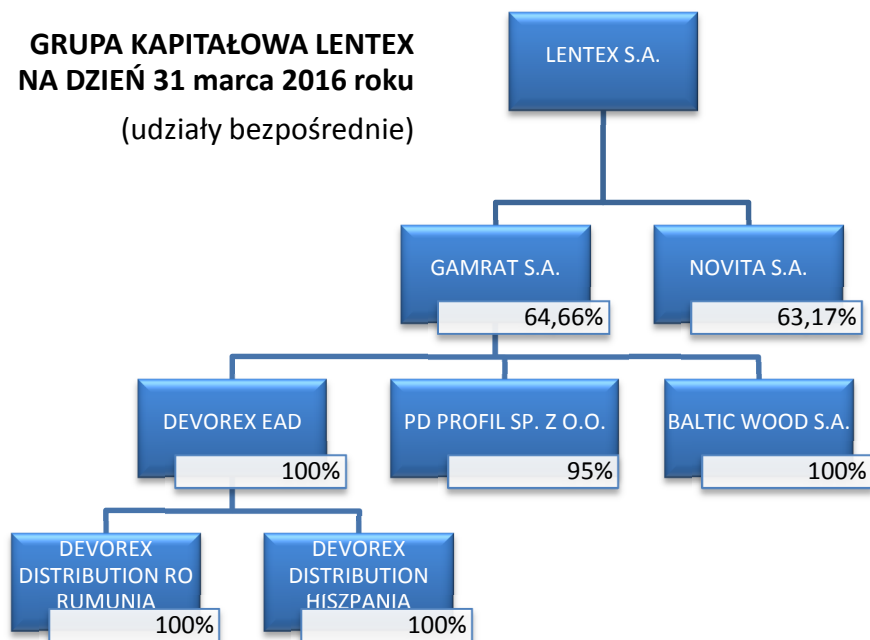 GRUPA KAPITAŁOWA LENTEX
NA DZIEŃ 31 marca 2016 roku
(udziały bezpośrednie)
LENTEX S.A.
GAMRAT S.A.
64,66%
NOVITA S.A.
63,17%
DEVOREX EAD
100%
PD PROFIL SP. Z O.O.
95%
BALTIC WOOD S.A.
100%
DEVOREX
DISTRIBUTION RO
RUMUNIA
100%
DEVOREX
DISTRIBUTION
HISZPANIA
100%